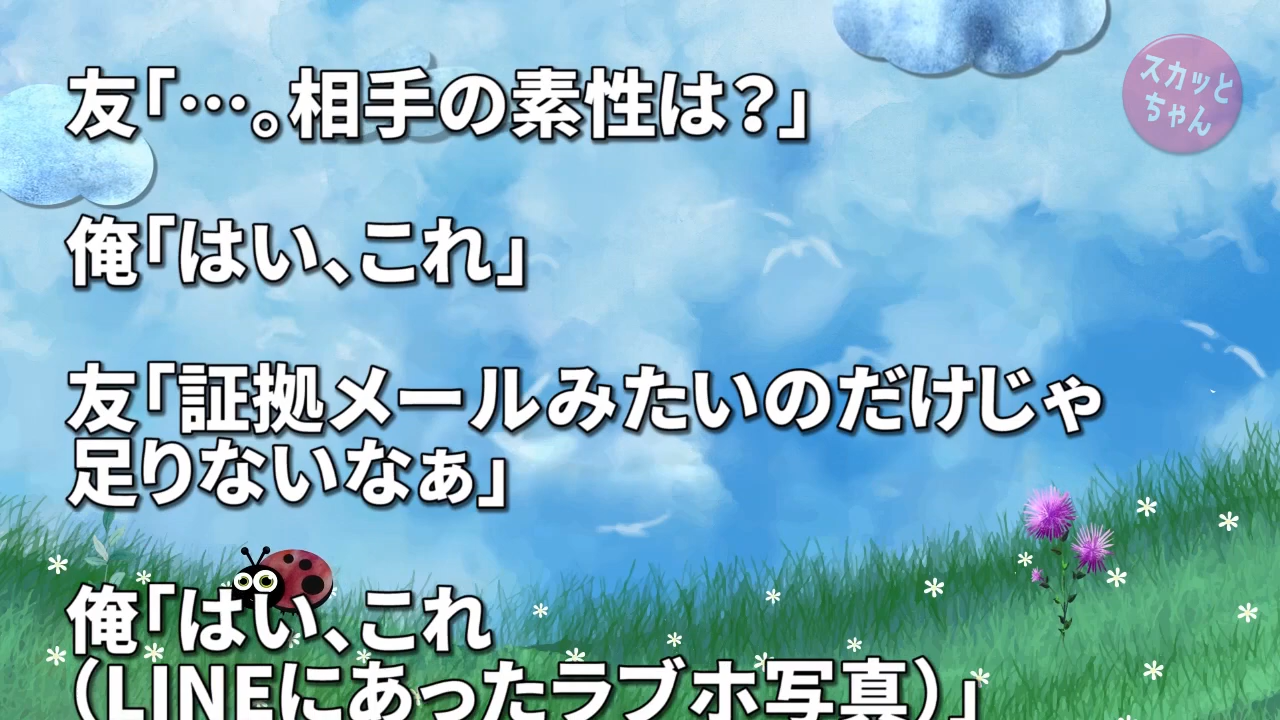 スカッと
ちゃん
友「…。相手の素性は？」
俺「はい、これ」
友「証拠メールみたいのだけじゃ
足りないなぁ」
俺「はい、これ
（LINEにあったラブホ写真）」